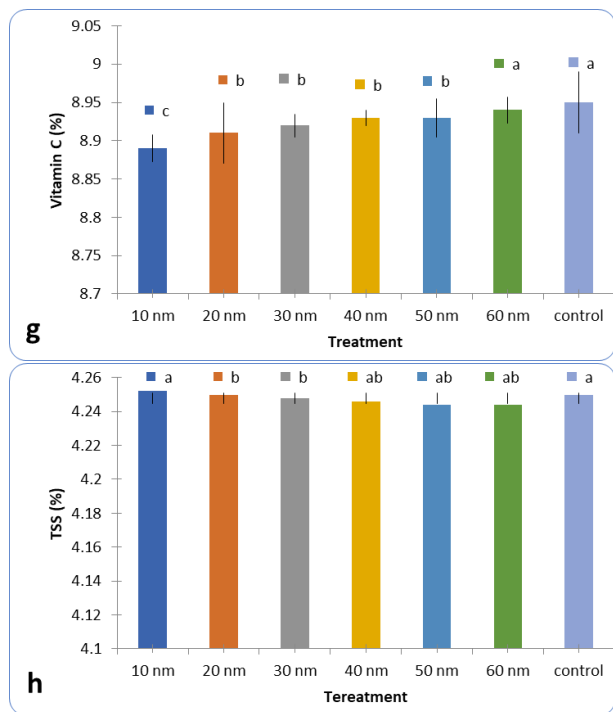 9.05
9
8.95
8.9
8.85
8.8
8.75
8.7
Vitamin C (%)
c
b
b
b
b
a
a
10 nm 20 nm 30 nm 40 nm 50 nm 60 nm control
Treatment
g
4.26
4.24
4.22
4.2
4.18
4.16
4.14
4.12
4.1
TSS (%)
a b b ab ab ab a
10 nm 20 nm 30 nm 40 nm 50 nm 60 nm control
Tereatment
h